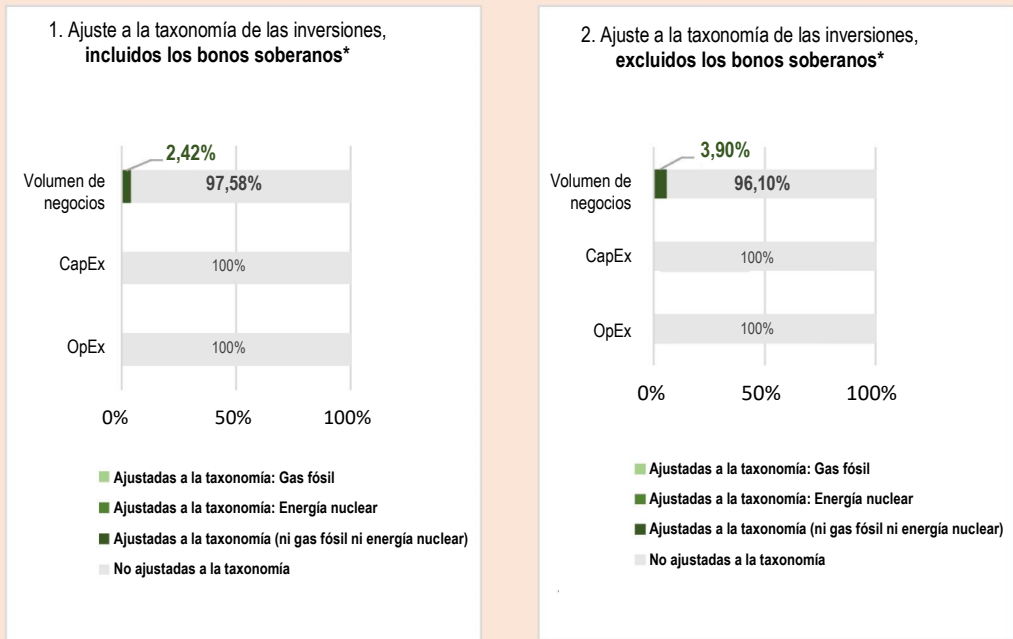 1. Ajuste a la taxonomía de las inversiones,
incluidos los bonos soberanos*
2,42%
Volumen de
negocios
97,58%
CapEx
100%
OpEx
100%
0%
50%
100%
Ajustadas a la taxonomía: Gas fósil
Ajustadas a la taxonomía: Energía nuclear
Ajustadas a la taxonomía (ni gas fósil ni energía nuclear)
No ajustadas a la taxonomía
2. Ajuste a la taxonomía de las inversiones,
excluidos los bonos soberanos*
3,90%
Volumen de
negocios
96,10%
CapEx
100%
OpEx
100%
0%
50%
100%
Ajustadas a la taxonomía: Gas fósil
Ajustadas a la taxonomía: Energía nuclear
Ajustadas a la taxonomía (ni gas fósil ni energía nuclear)
No ajustadas a la taxonomía